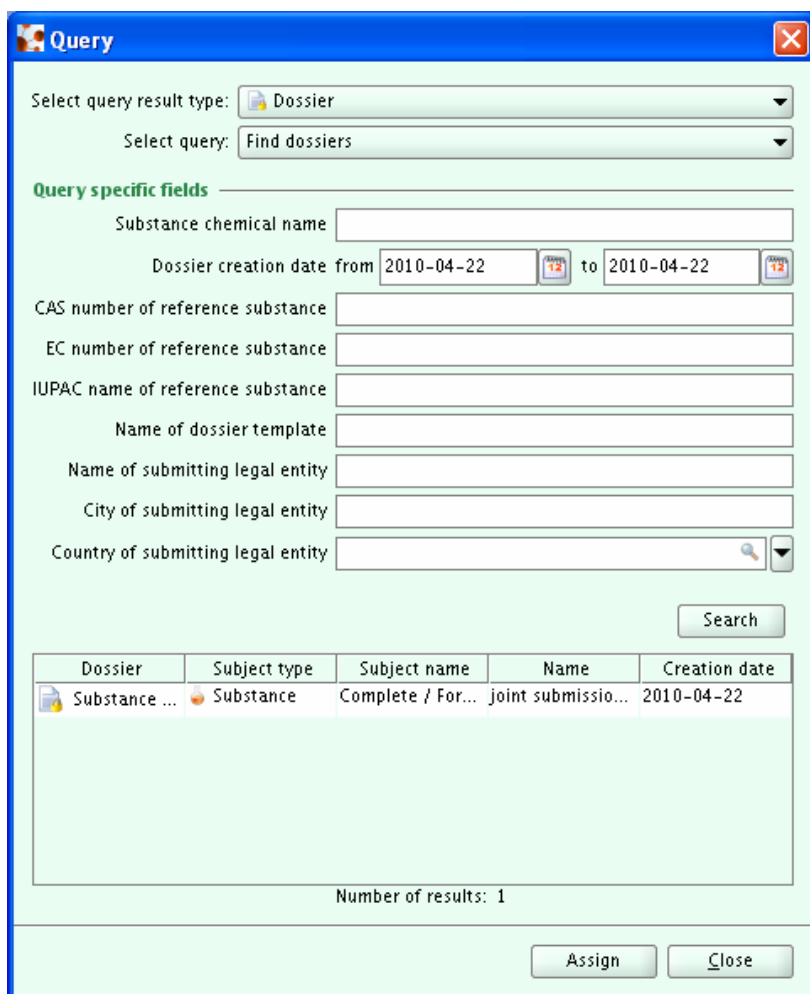 Query
Select query result type: Dossier
Select query: Find dossiers
Query specific fields
Substance chemical name
Dossier creation date from 2010-04-22 12 to 2010-04-22 12
CAS number of reference substance
EC number of reference substance
IUPAC name of reference substance
Name of dossier template
Name of submitting legal entity
City of submitting legal entity
Country of submitting legal entity
Search
Dossier Subject type Subject name Name Creation date
Substance ... Substance Complete / For... joint submissio... 2010-04-22
Number of results: 1
Assign Close